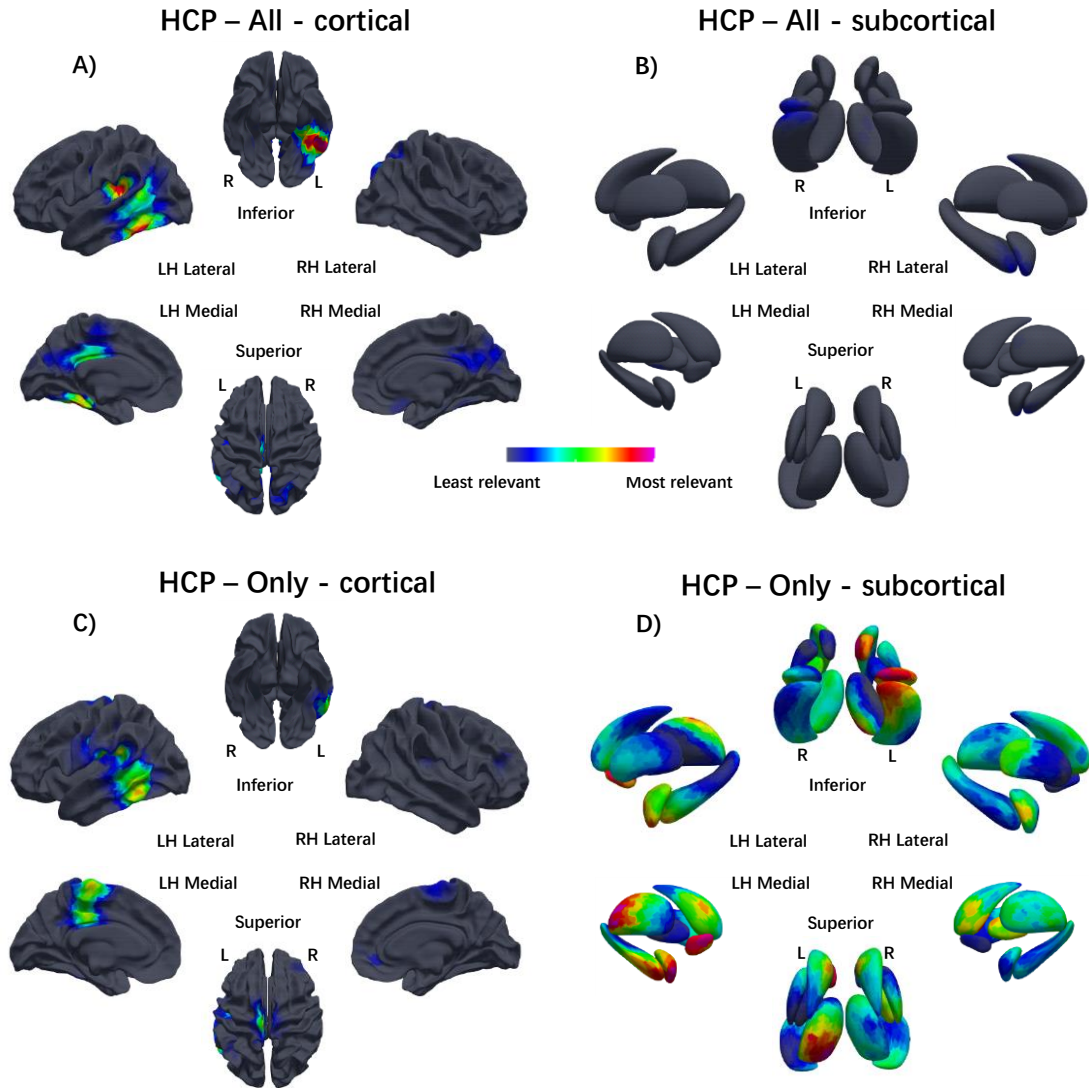 HCP – All - cortical
A)
R
L
Inferior
LH Lateral
RH Lateral
LH Medial
RH Medial
Superior
L
R
HCP – All - subcortical
B)
R
L
Inferior
LH Lateral
RH Lateral
LH Medial
RH Medial
Superior
L
R
Least relevant
Most relevant
HCP – Only - cortical
C)
R
L
Inferior
LH Lateral
RH Lateral
LH Medial
RH Medial
Superior
L
R
HCP – Only - subcortical
D)
R
L
Inferior
LH Lateral
RH Lateral
LH Medial
RH Medial
Superior
L
R